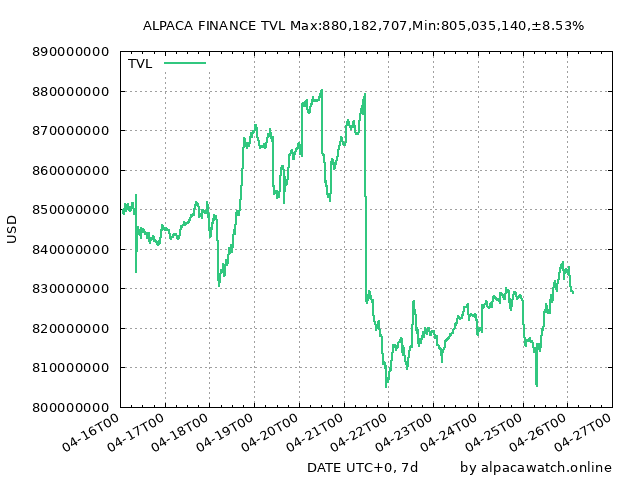 ALPACA FINANCE TVL Max:880,182,707,Min:805,035,140,±8.53%
890000000
880000000
870000000
860000000
850000000
840000000
830000000
820000000
810000000
800000000
USD
TVL
04-16T00
04-17T00
04-18T00
04-19T00
04-20T00
04-21T00
04-22T00
04-23T00
04-24T00
04-25T00
04-26T00
04-27T00
DATE UTC+0, 7d
by alpacawatch.online